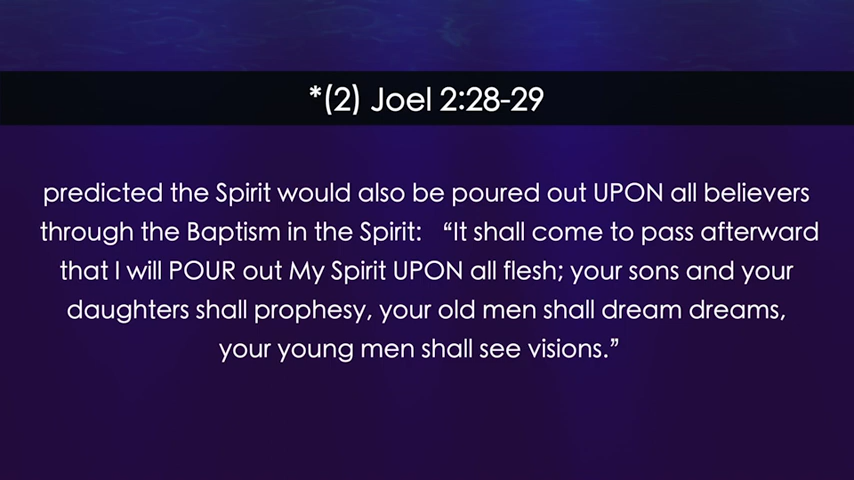 *(2) Joel 2:28-29
predicted the Spirit would also be poured out UPON all believers
through the Baptism in the Spirit:   “It shall come to pass afterward
that I will POUR out My Spirit UPON all flesh; your sons and your
daughters shall prophesy, your old men shall dream dreams,
your young men shall see visions.”